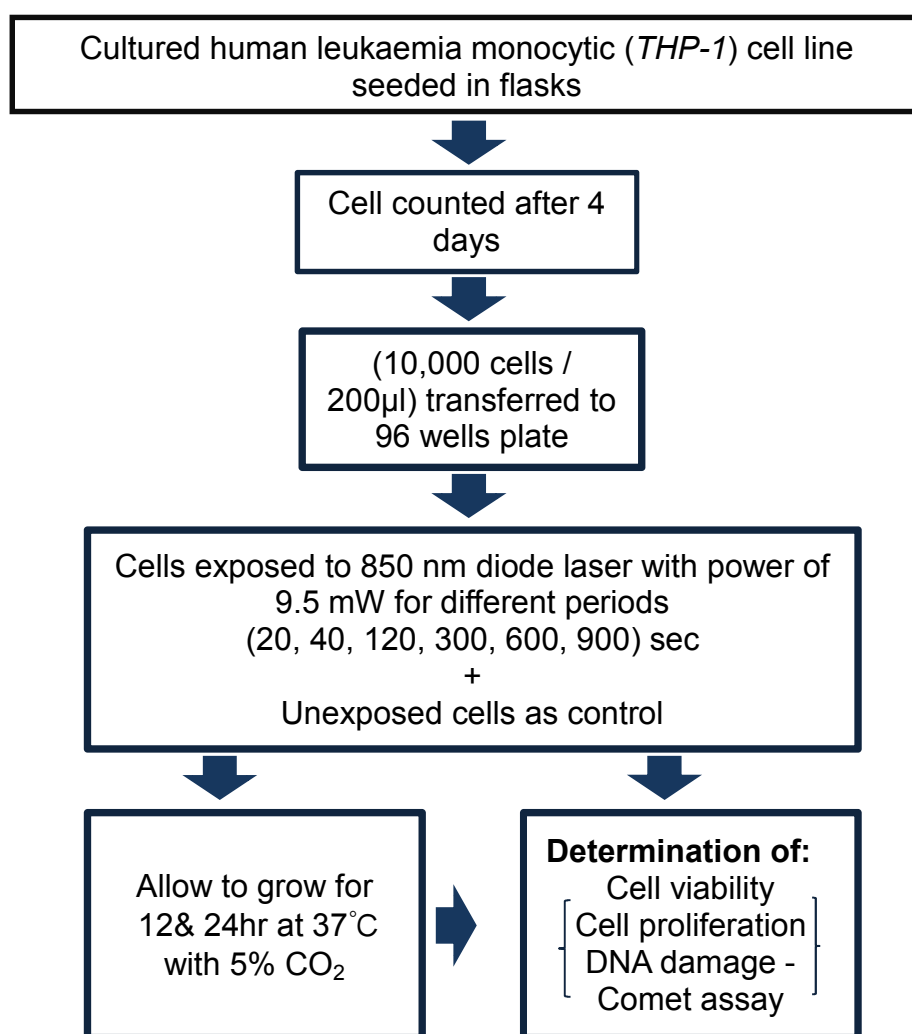 Cultured human leukaemia monocytic (THP-1) cell line
seeded in flasks
Cell counted after 4
days
(10,000 cells /
200µl) transferred to
96 wells plate
Cells exposed to 850 nm diode laser with power of
9.5 mW for different periods
(20, 40, 120, 300, 600, 900) sec
+
Unexposed cells as control
Allow to grow for
12& 24hr at 37°C
with 5% CO₂
Determination of:
Cell viability
Cell proliferation
DNA damage -
Comet assay